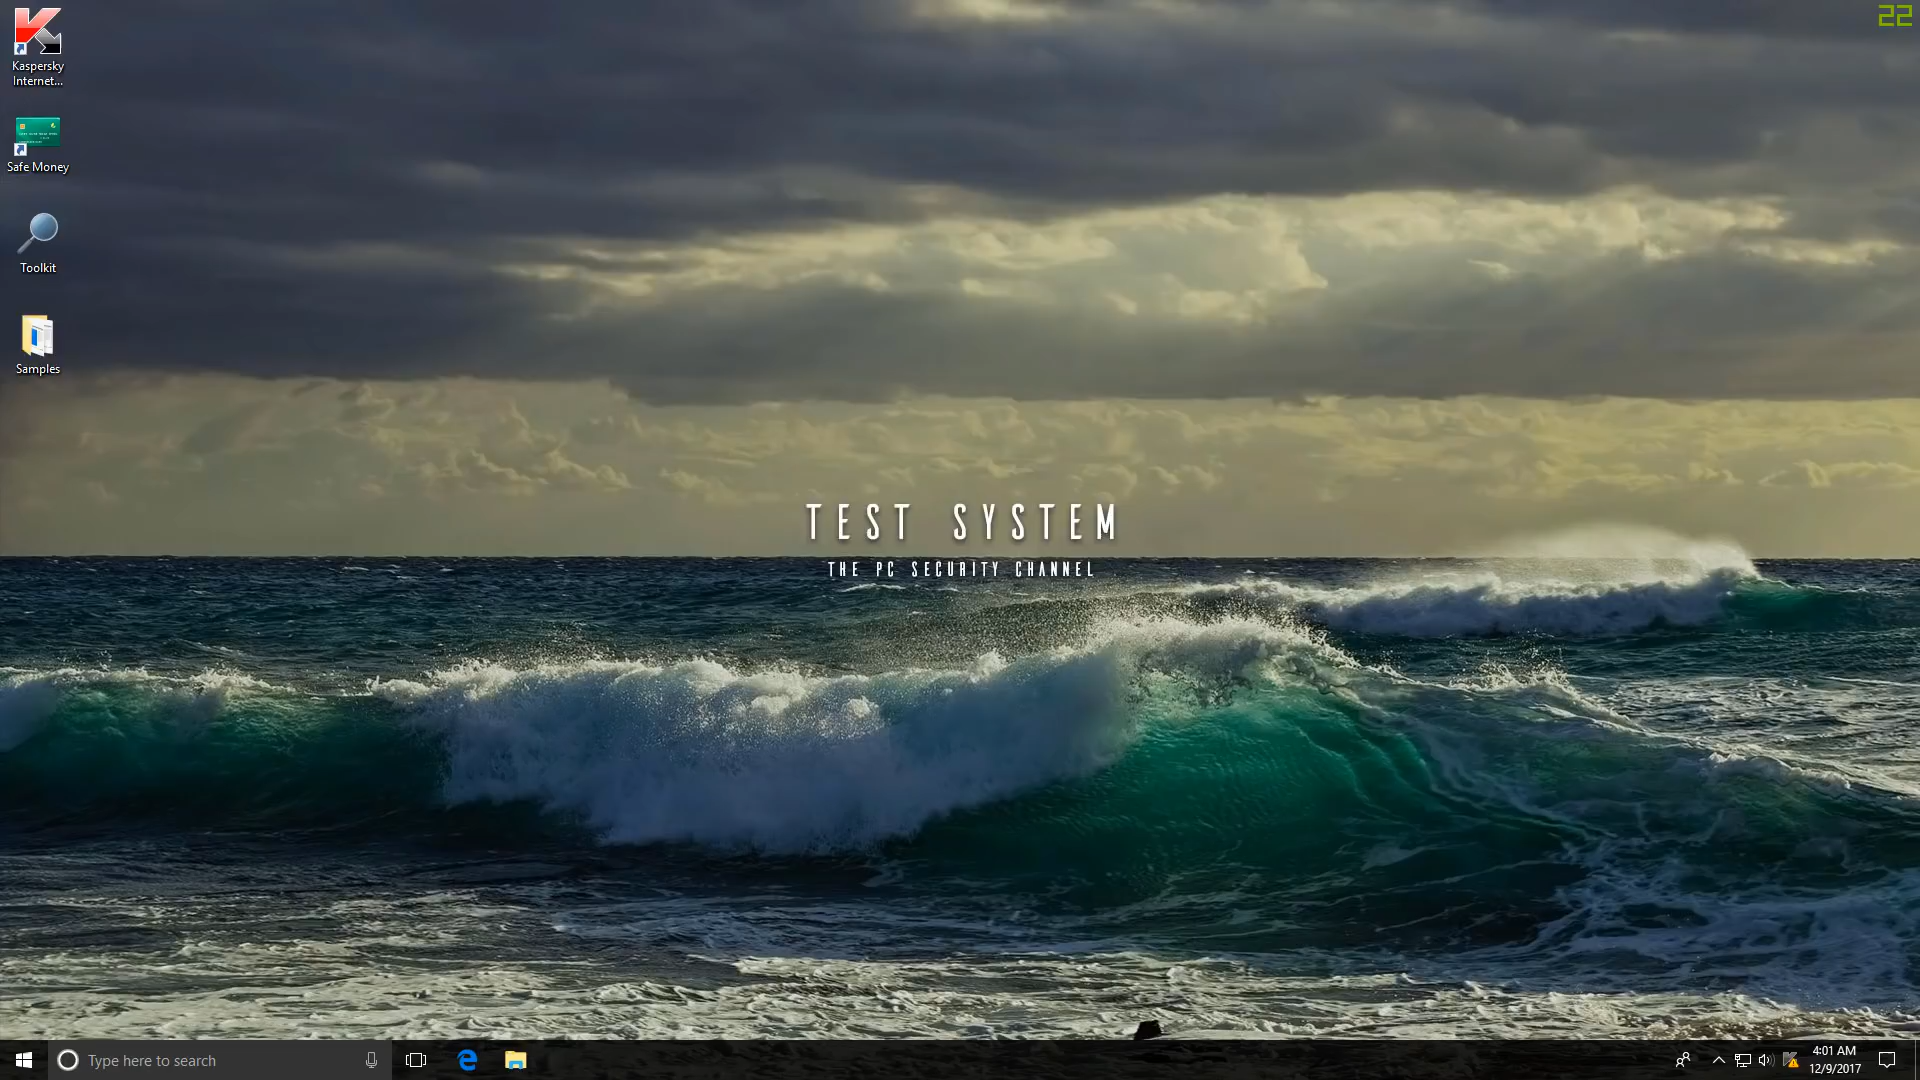 22
Kaspersky
Internet...
Safe Money
Toolkit
Samples
TEST SYSTEM
THE PC SECURITY CHANNEL
Type here to search
4:01 AM
12/9/2017